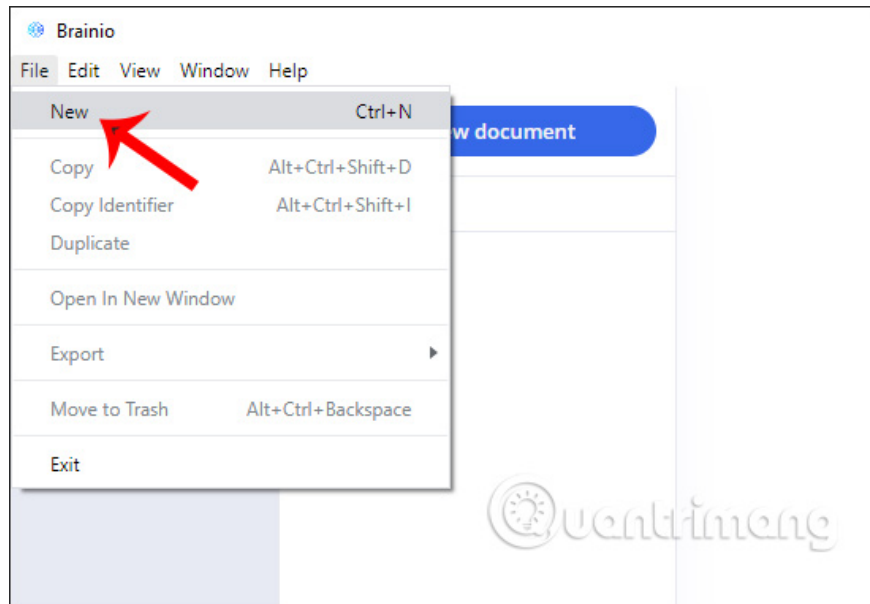 Brainio
File Edit View Window Help
New Ctrl+N
w document
Copy Alt+Ctrl+Shift+D
Copy Identifier Alt+Ctrl+Shift+I
Duplicate
Open In New Window
Export
Move to Trash Alt+Ctrl+Backspace
Exit
Quantrimang